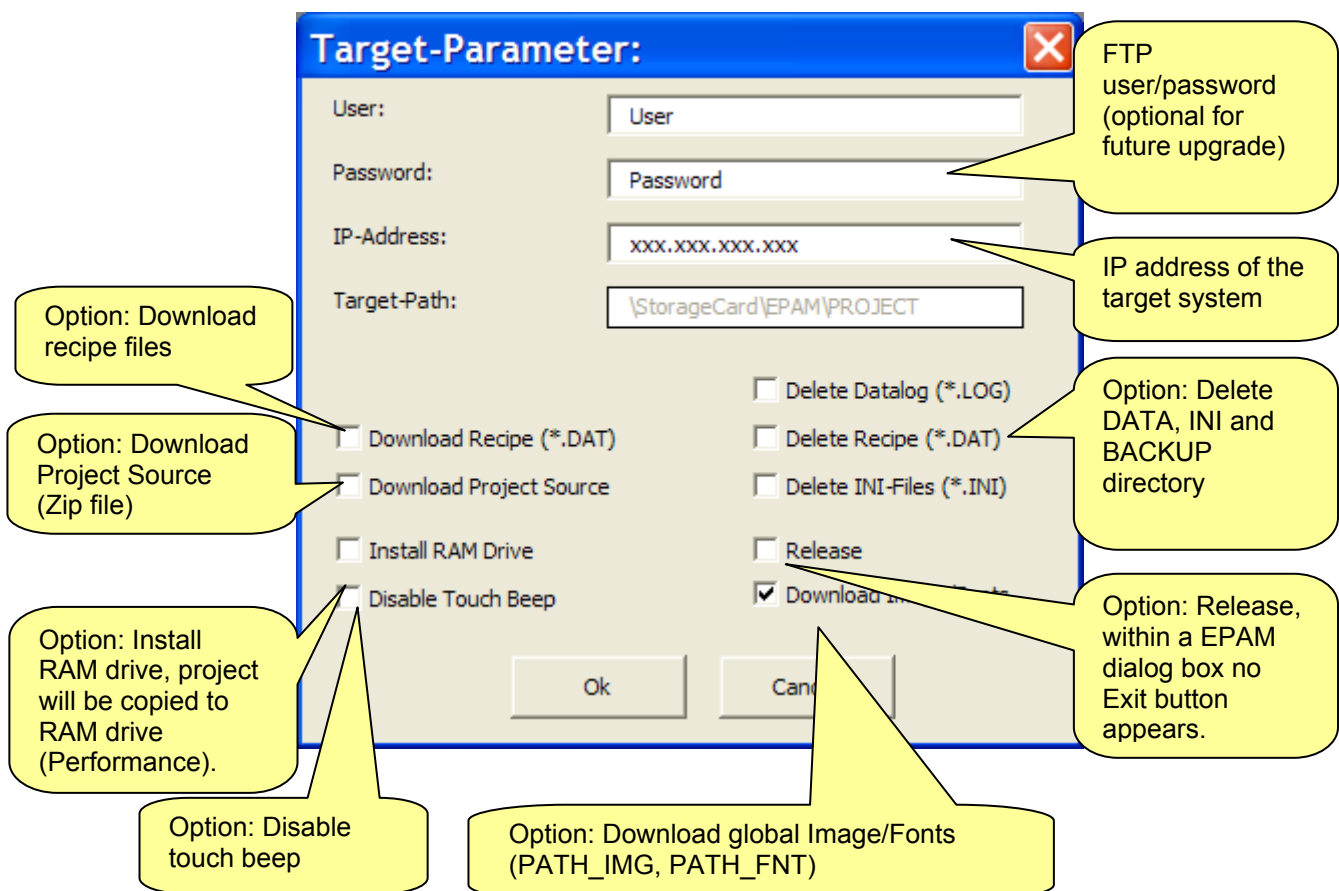 Target-Parameter:
User:
User
Password:
Password
IP-Address:
xxx.xxx.xxx.xxx
Target-Path:
\StorageCard\EPAM\PROJECT
Delete Datalog (*.LOG)
Download Recipe (*.DAT)
Delete Recipe (*.DAT)
Download Project Source
Delete INI-Files (*.INI)
Install RAM Drive
Release
Disable Touch Beep
Download
Ok
FTP
user/password
(optional for
future upgrade)
IP address of the
target system
Option: Download
recipe files
Option: Download
Project Source
(Zip file)
Option: Delete
DATA, INI and
BACKUP
directory
Option: Install
RAM drive, project
will be copied to
RAM drive
(Performance).
Option: Release,
within a EPAM
dialog box no
Exit button
appears.
Option: Disable
touch beep
Option: Download global Image/Fonts
(PATH_IMG, PATH_FNT)